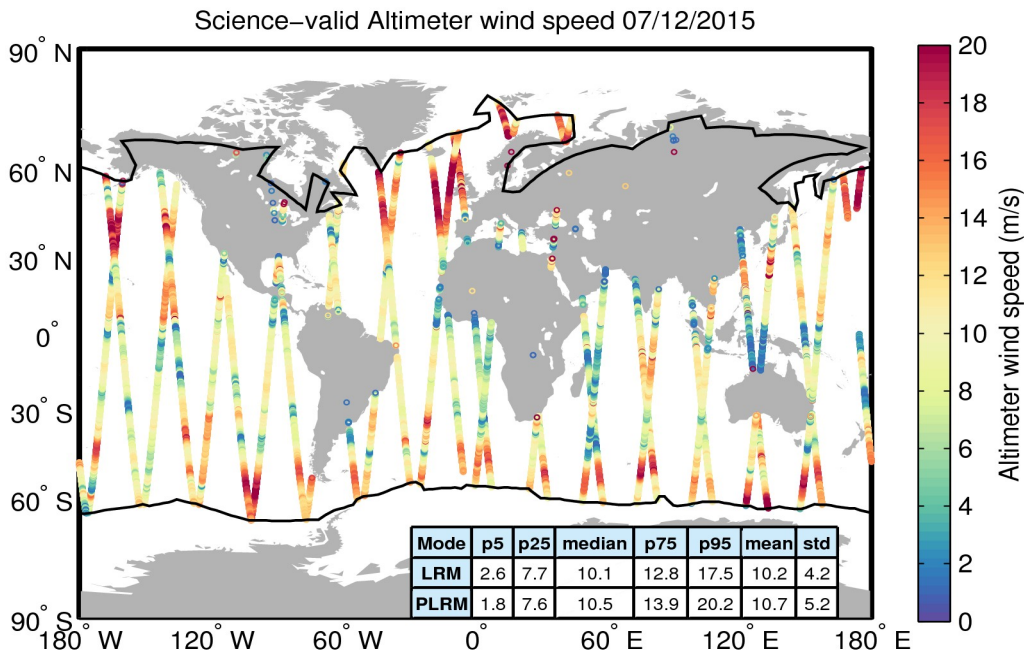 Science−valid Altimeter wind speed 07/12/2015
90° N
60° N
30° N
0°
30° S
60° S
90° S
180° W
120° W
60° W
0°
60° E
120° E
180° E
20
18
16
14
12
10
8
6
4
2
0
Altimeter wind speed (m/s)
Mode p5 p25 median p75 p95 mean std
LRM 2.6 7.7 10.1 12.8 17.5 10.2 4.2
PLRM 1.8 7.6 10.5 13.9 20.2 10.7 5.2